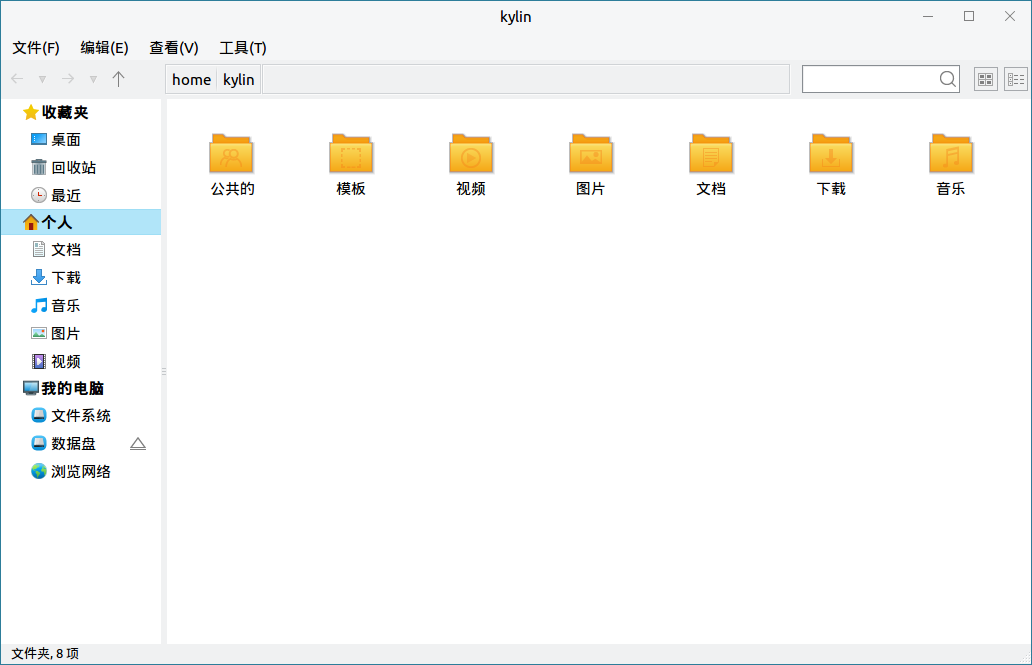 kylin
文件(F) 编辑(E) 查看(V) 工具(T)
home kylin
收藏夹
桌面
回收站
最近
个人
文档
下载
音乐
图片
视频
我的电脑
文件系统
数据盘
浏览网络
公共的 模板 视频 图片 文档 下载 音乐
文件夹, 8 项